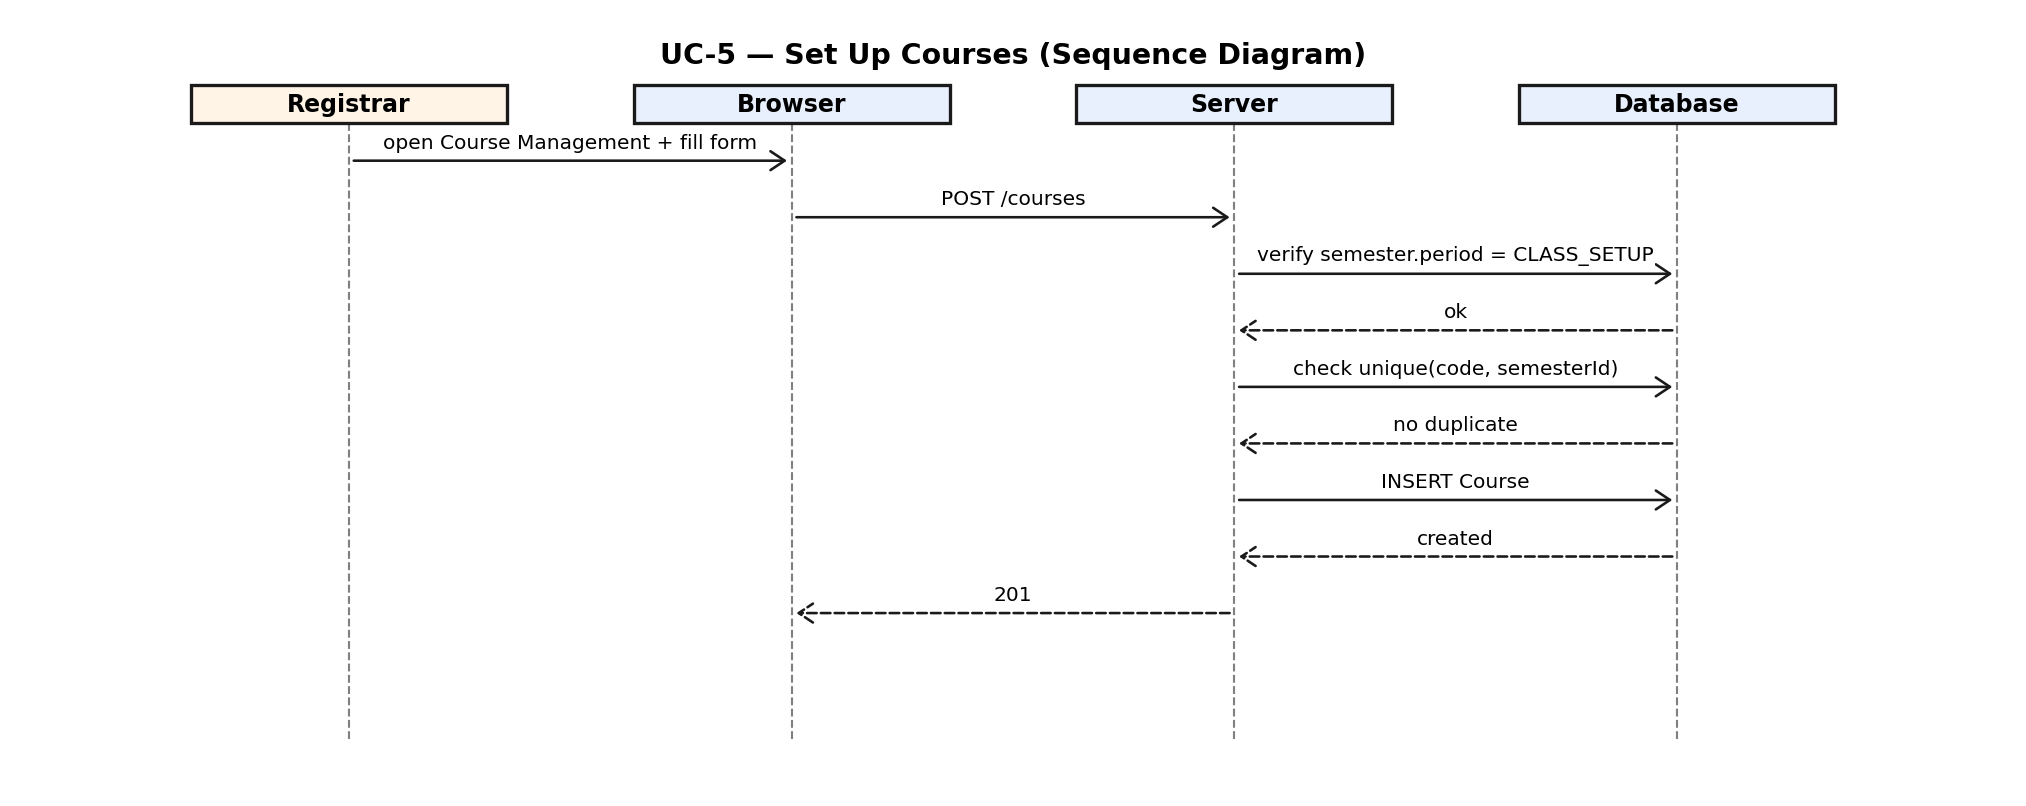 UC-5 — Set Up Courses (Sequence Diagram)
Registrar
Browser
Server
Database
open Course Management + fill form
POST /courses
verify semester.period = CLASS_SETUP
ok
check unique(code, semesterId)
no duplicate
INSERT Course
created
201